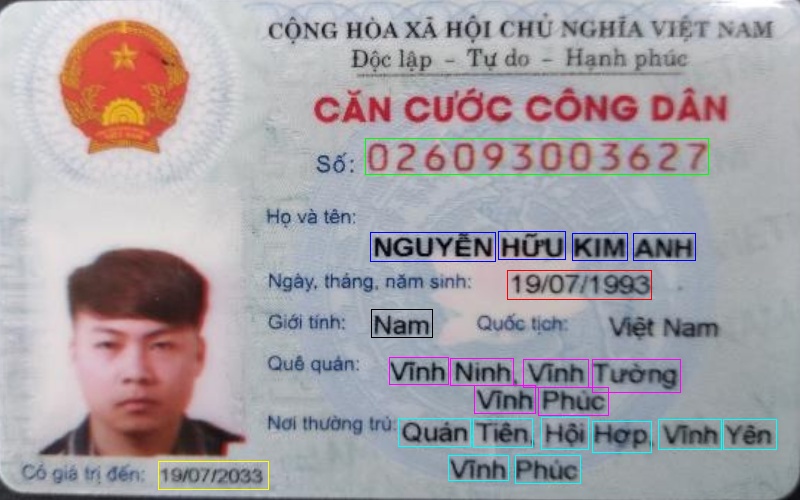 CỘNG HÒA XÃ HỘI CHỦ NGHĨA VIỆT NAM
Độc lập - Tự do - Hạnh phúc
CĂN CƯỚC CÔNG DÂN
Số: 026093003627
Họ và tên:
NGUYỄN HỮU KIM ANH
Ngày, tháng, năm sinh: 19/07/1993
Giới tính: Nam Quốc tịch: Việt Nam
Quê quán: Vĩnh Ninh, Vĩnh Tường
Vĩnh Phúc
Nơi thường trú: Quán Tiên, Hội Hợp, Vĩnh Yên
Vĩnh Phúc
Có giá trị đến: 19/07/2033